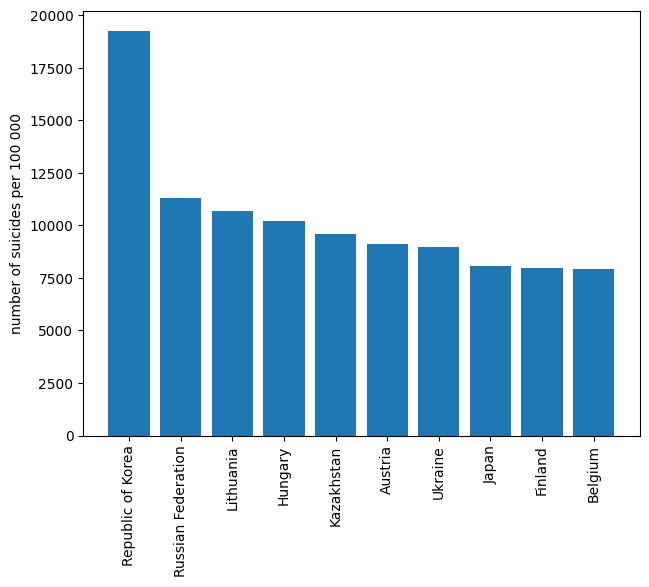 20000
17500
15000
12500
10000
7500
5000
2500
0
number of suicides per 100 000
Republic of Korea
Russian Federation
Lithuania
Hungary
Kazakhstan
Austria
Ukraine
Japan
Finland
Belgium